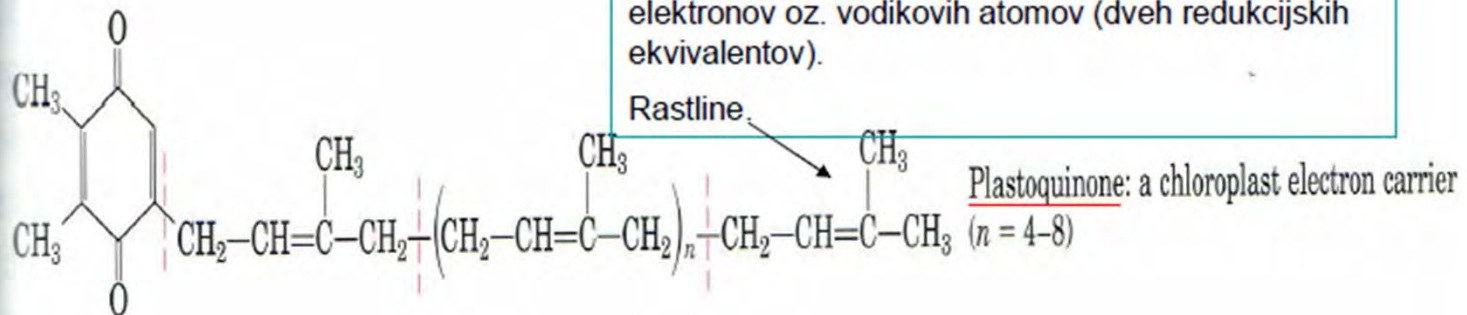 elektronov oz. vodikovih atomov (dveh redukcijskih
ekvivalentov).
Rastline.
O
CH3
CH3
CH3
CH3
Plastoquinone: a chloroplast electron carrier
CH3
CH2–CH=C–CH2–(CH2–CH=C–CH2)n–CH2–CH=C–CH3
(n = 4–8)
O